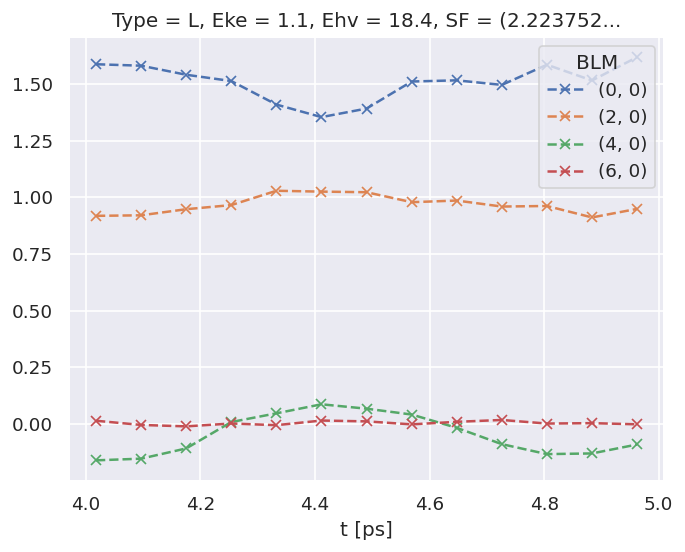 Type = L, Eke = 1.1, Ehv = 18.4, SF = (2.223752...
BLM
(0, 0)
(2, 0)
(4, 0)
(6, 0)
1.50
1.25
1.00
0.75
0.50
0.25
0.00
4.0 4.2 4.4 4.6 4.8 5.0
t [ps]